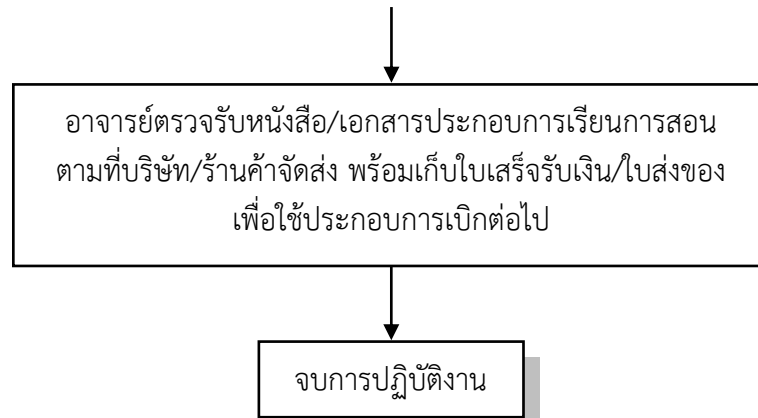 อาจารย์ตรวจรับหนังสือ/เอกสารประกอบการเรียนการสอน
ตามที่บริษัท/ร้านค้าจัดส่ง พร้อมเก็บใบเสร็จรับเงิน/ใบส่งของ
เพื่อใช้ประกอบการเบิกต่อไป
จบการปฏิบัติงาน